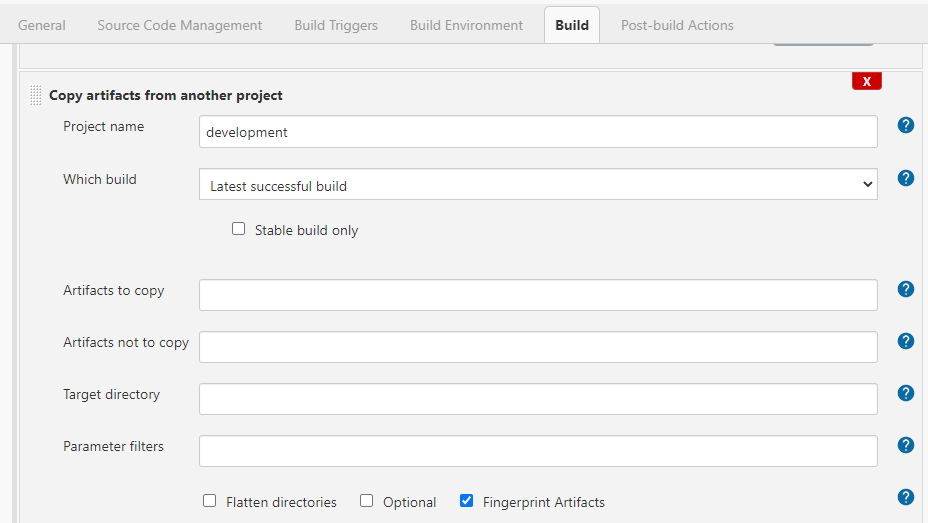 General Source Code Management Build Triggers Build Environment Build Post-build Actions
X
Copy artifacts from another project
Project name development ?
Which build Latest successful build ?
Stable build only
Artifacts to copy ?
Artifacts not to copy ?
Target directory ?
Parameter filters ?
Flatten directories Optional Fingerprint Artifacts ?